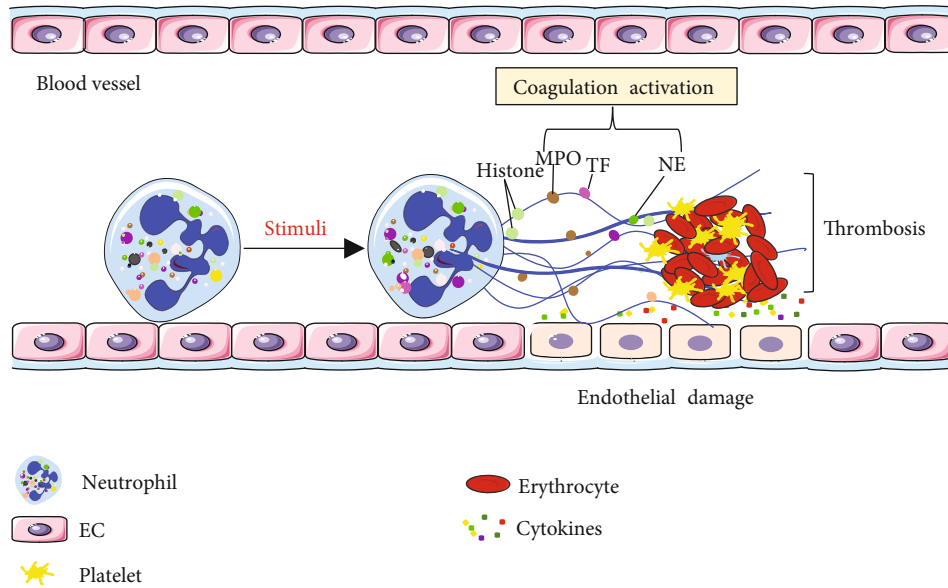 Blood vessel
Coagulation activation
Histone
MPO
TF
NE
Stimuli
Thrombosis
Endothelial damage
Neutrophil
EC
Platelet
Erythrocyte
Cytokines